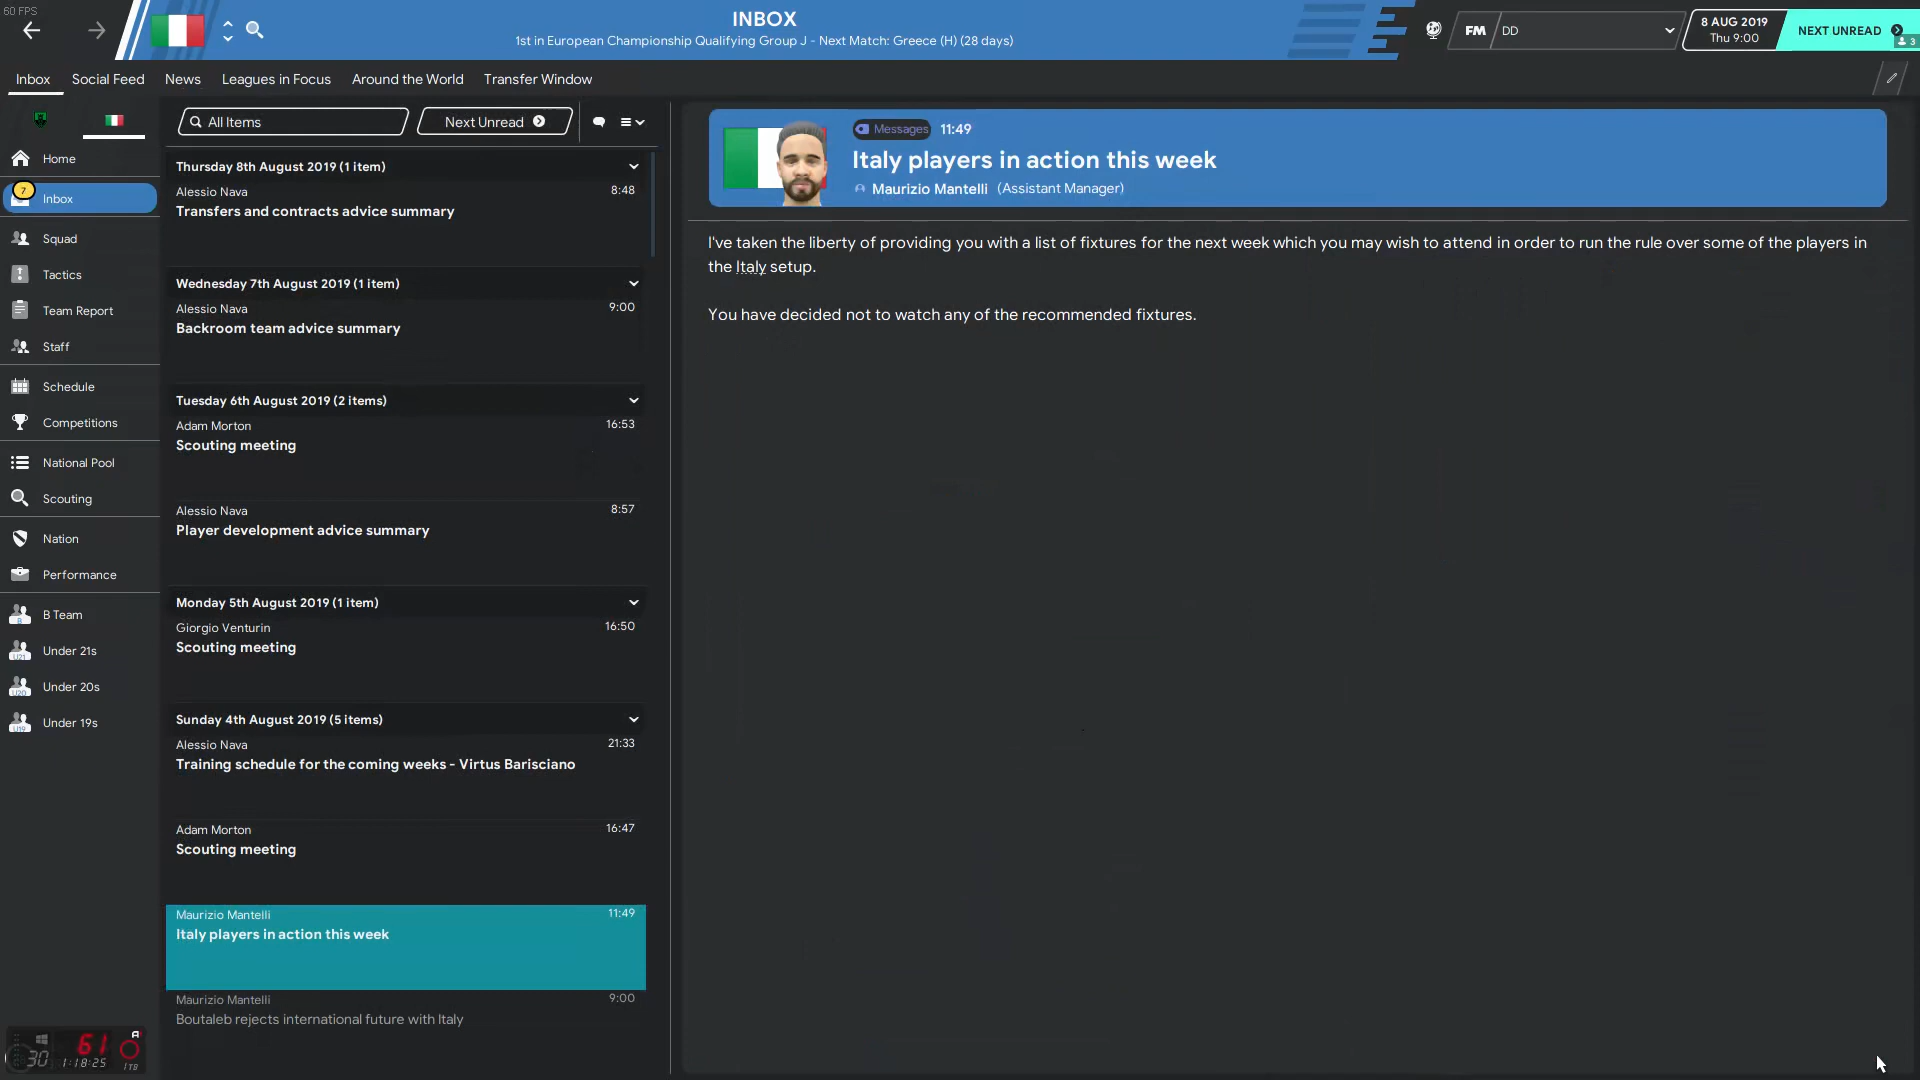 60 FPS
INBOX
1st in European Championship Qualifying Group J - Next Match: Greece (H) (28 days)
FM DD
8 AUG 2019
Thu 9:00
NEXT UNREAD
3
Inbox Social Feed News Leagues in Focus Around the World Transfer Window
Home
7
Inbox
Squad
Tactics
Team Report
Staff
Schedule
Competitions
National Pool
Scouting
Nation
Performance
B
B Team
U21
Under 21s
U20
Under 20s
U19
Under 19s
30 61
1:18:25
1TB
All Items
Next Unread
Thursday 8th August 2019 (1 item)
Alessio Nava 8:48
Transfers and contracts advice summary
Wednesday 7th August 2019 (1 item)
Alessio Nava 9:00
Backroom team advice summary
Tuesday 6th August 2019 (2 items)
Adam Morton 16:53
Scouting meeting
Alessio Nava 8:57
Player development advice summary
Monday 5th August 2019 (1 item)
Giorgio Venturin 16:50
Scouting meeting
Sunday 4th August 2019 (5 items)
Alessio Nava 21:33
Training schedule for the coming weeks - Virtus Barisciano
Adam Morton 16:47
Scouting meeting
Maurizio Mantelli 11:49
Italy players in action this week
Maurizio Mantelli 9:00
Boutaleb rejects international future with Italy
Messages 11:49
Italy players in action this week
Maurizio Mantelli (Assistant Manager)
I've taken the liberty of providing you with a list of fixtures for the next week which you may wish to attend in order to run the rule over some of the players in
the Italy setup.
You have decided not to watch any of the recommended fixtures.